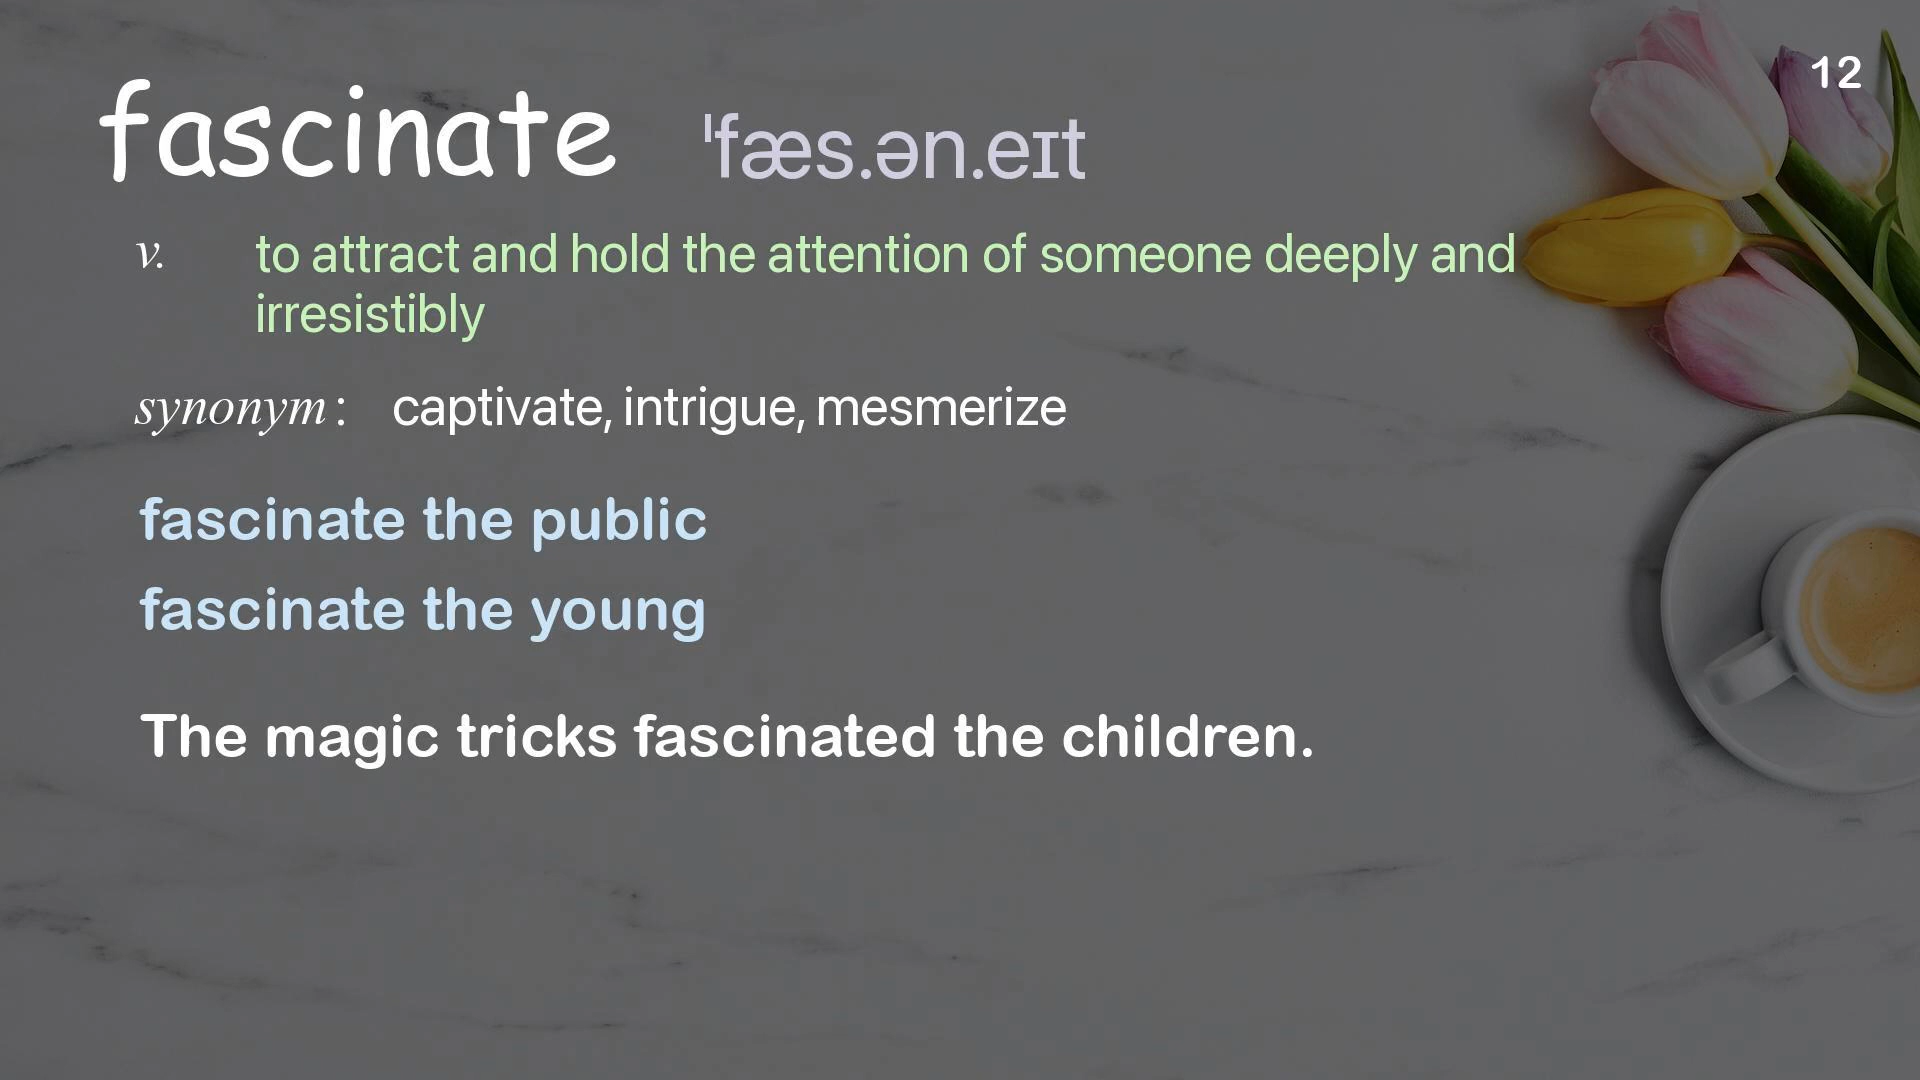 12
fascinate ˈfæs.ən.eɪt
v. to attract and hold the attention of someone deeply and
irresistibly
synonym: captivate, intrigue, mesmerize
fascinate the public
fascinate the young
The magic tricks fascinated the children.